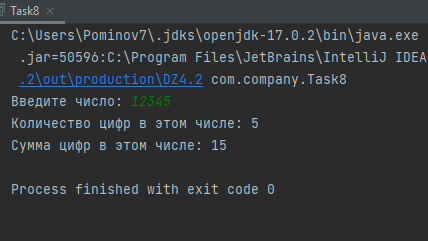 Task8 ×
C:\Users\Pominov7\.jdks\openjdk-17.0.2\bin\java.exe
.jar=50596:C:\Program Files\JetBrains\IntelliJ IDEA
.2\out\production\DZ4.2 com.company.Task8
Введите число: 12345
Количество цифр в этом числе: 5
Сумма цифр в этом числе: 15
Process finished with exit code 0